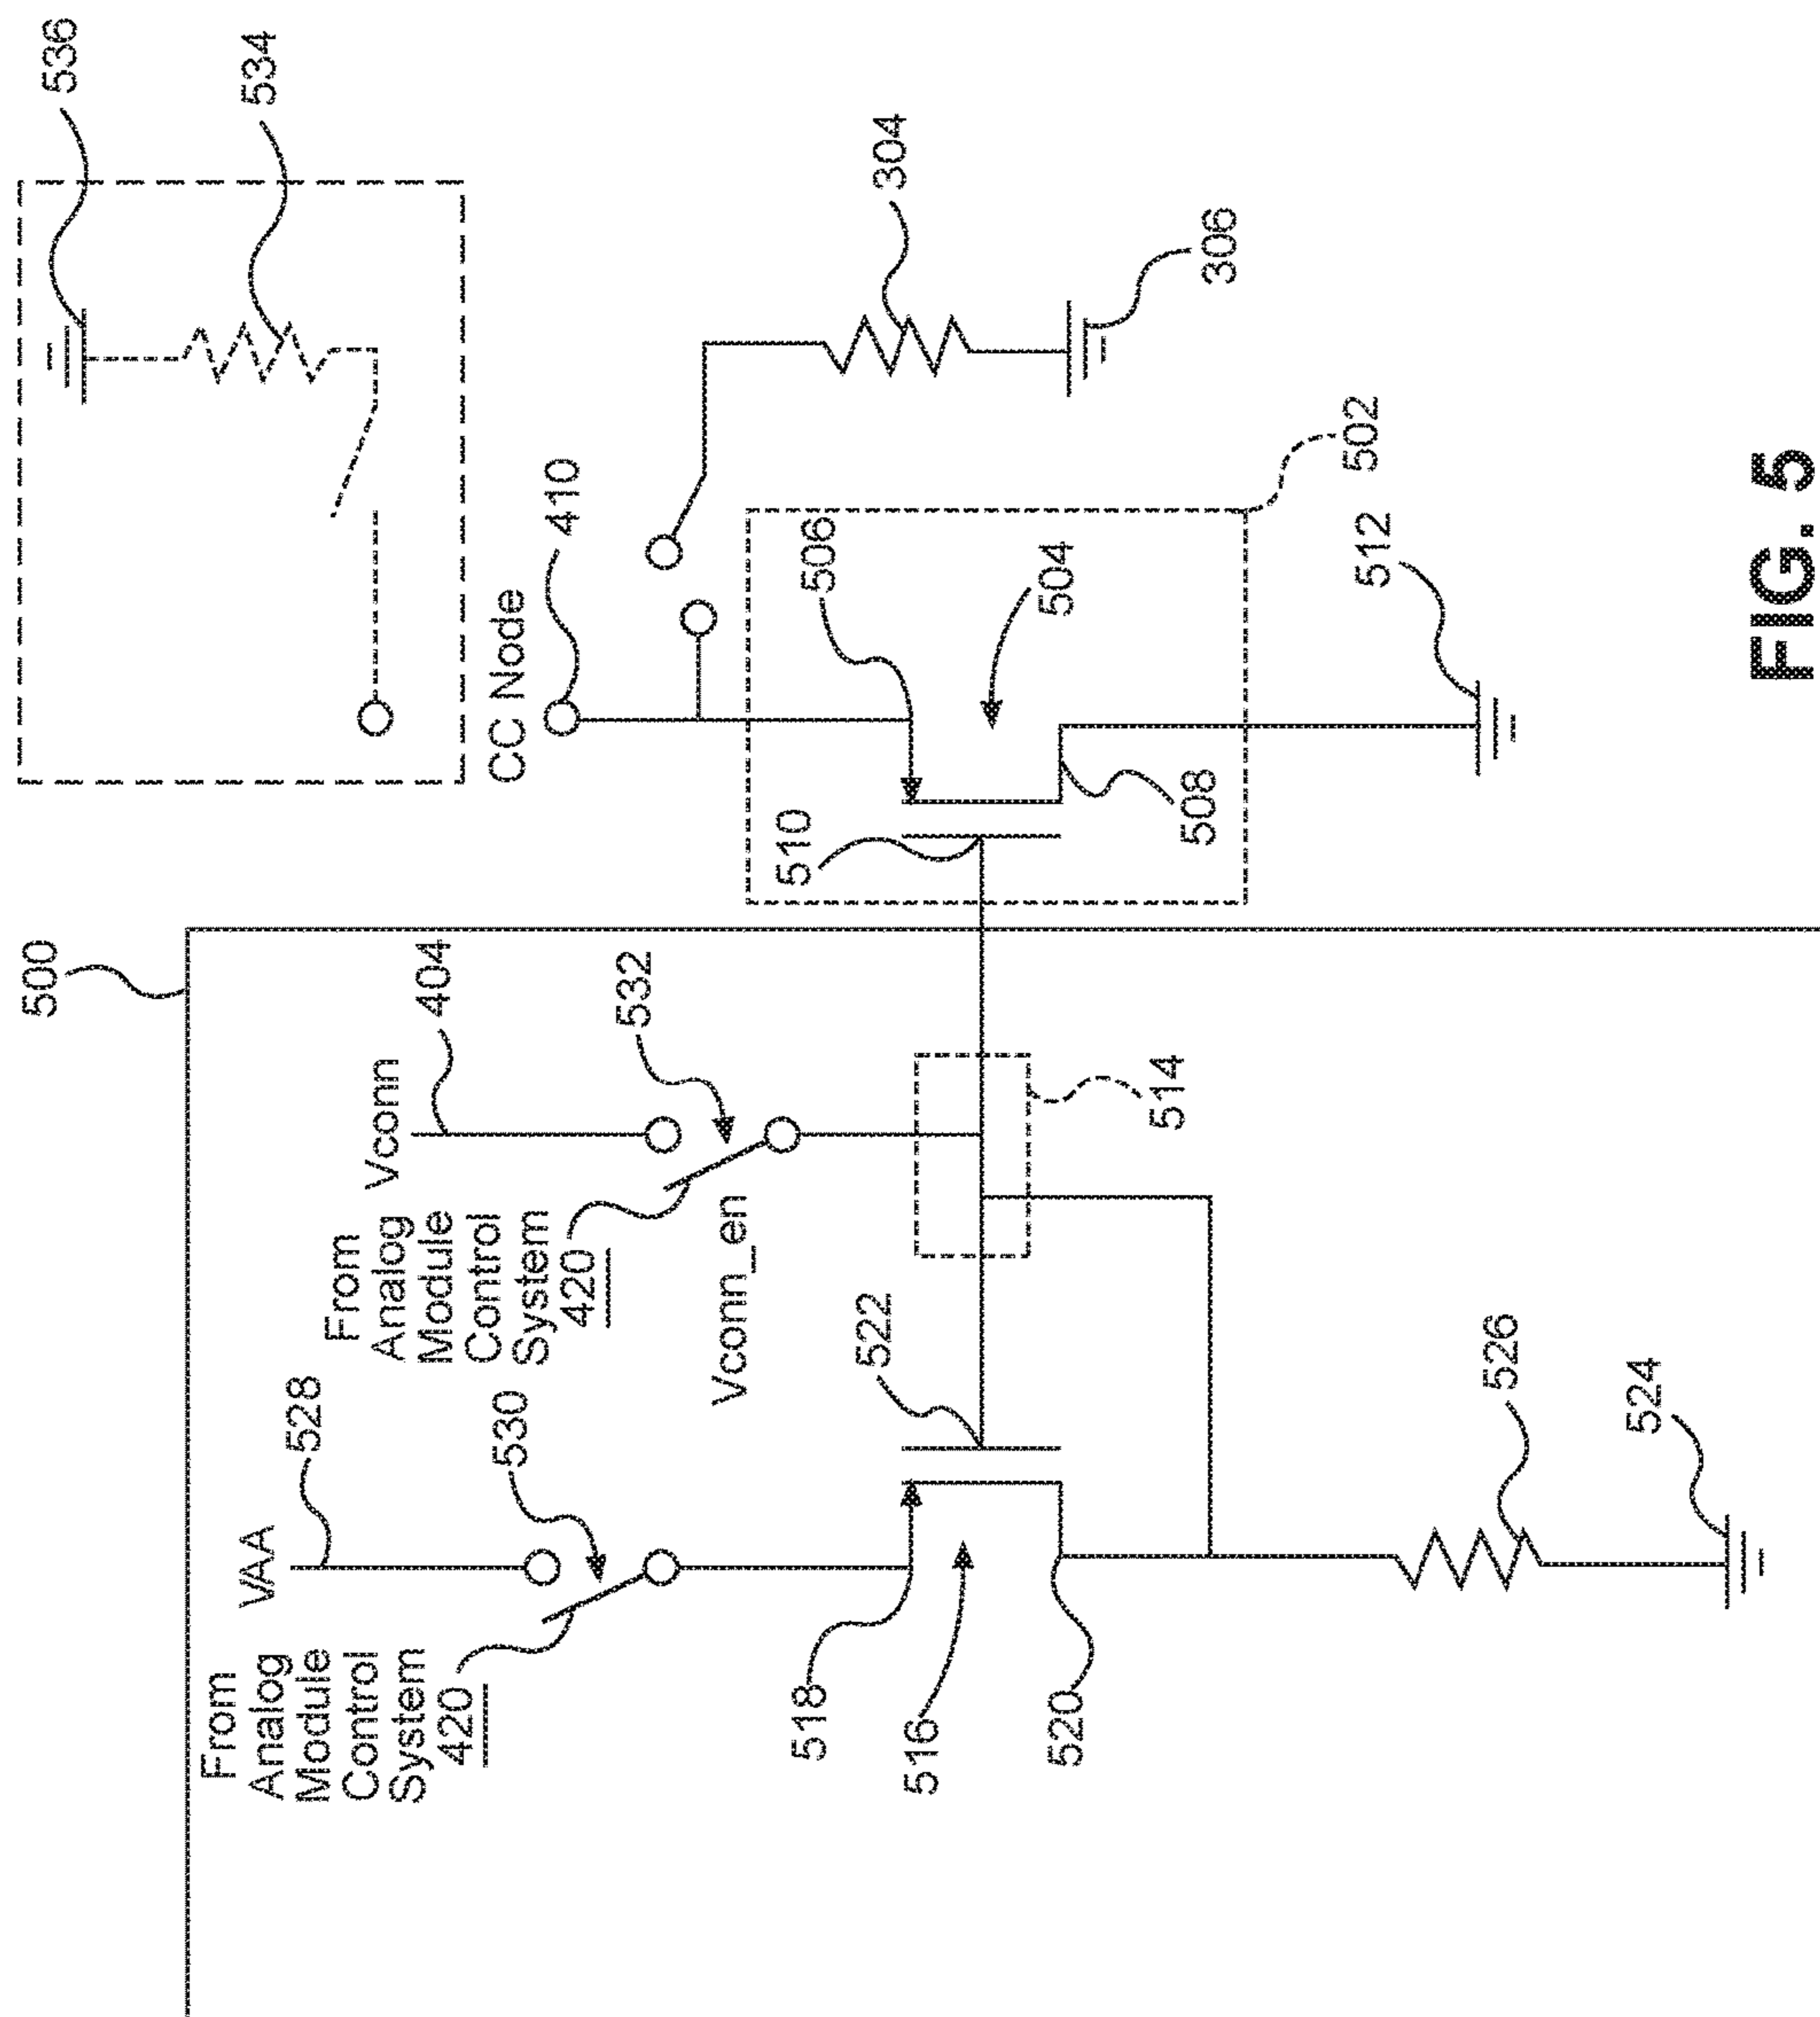 500
VAA
528
From
Analog
Module
Control
System
420
530
Vconn
404
From
Analog
Module
Control
System
420
532
Vconn_en
518
516
520
522
514
526
524
536
534
CC Node
410
304
306
506
510
504
508
502
512
FIG. 5